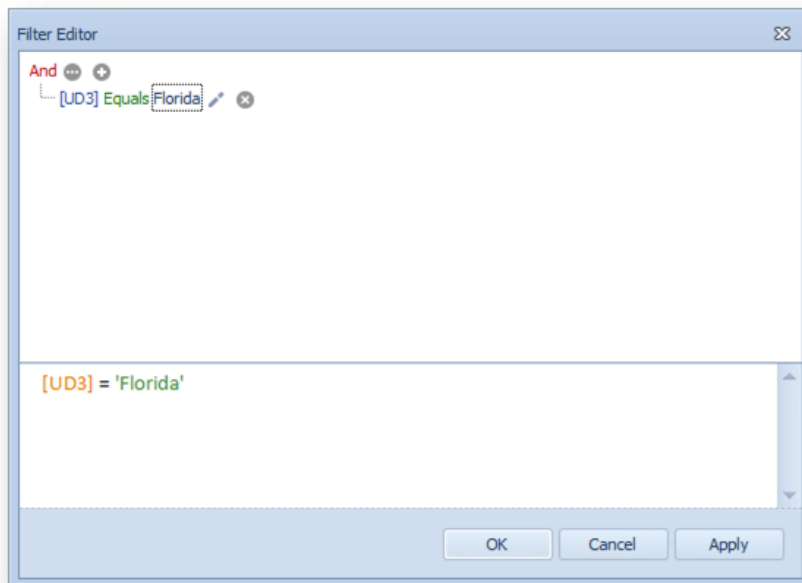 Filter Editor
And
[UD3] Equals Florida
[UD3] = 'Florida'
OK Cancel Apply